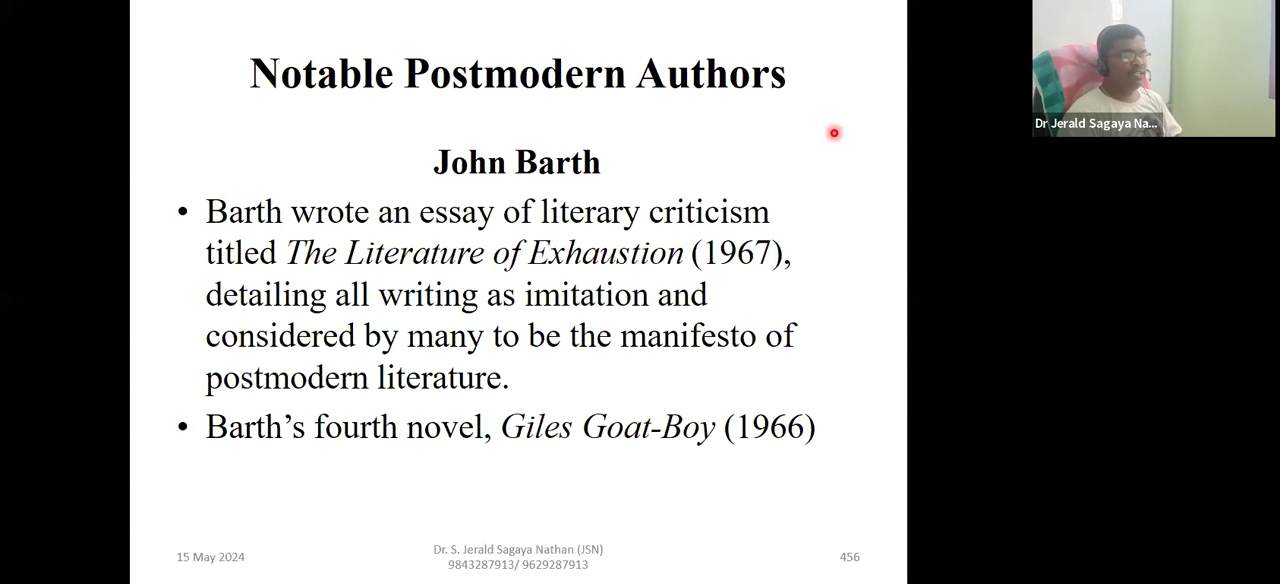 Notable Postmodern Authors
Dr Jerald Sagaya Na...
John Barth
• Barth wrote an essay of literary criticism
titled The Literature of Exhaustion (1967),
detailing all writing as imitation and
considered by many to be the manifesto of
postmodern literature.
• Barth’s fourth novel, Giles Goat-Boy (1966)
15 May 2024
Dr. S. Jerald Sagaya Nathan (JSN)
9843287913/ 9629287913
456